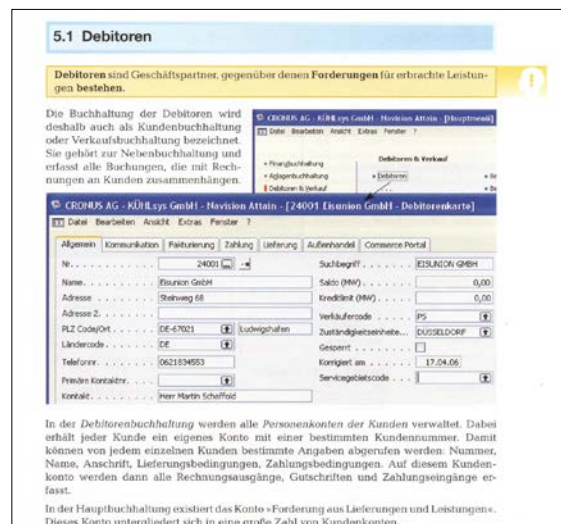 5.1 Debitoren
Debitoren sind Geschäftspartner, gegenüber denen Forderungen für erbrachte Leistun-
gen bestehen.
Die Buchhaltung der Debitoren wird
deshalb auch als Kundenbuchhaltung
oder Verkaufsbuchhaltung bezeichnet.
Sie gehört zur Nebenbuchhaltung und
erfasst alle Buchungen, die mit Rech-
nungen an Kunden zusammenhängen.
CRONUS AG - KÜHLsys GmbH - Navision Attain - [Hauptmenü]
Datei Bearbeiten Ansicht Extras Fenster ?
Debitoren & Verkauf
Finanzbuchhaltung
Debitoren
Debitoren & Verkauf
CRONUS AG - KÜHLsys GmbH - Navision Attain - [24001 Eisunion GmbH - Debitorenkarte]
Datei Bearbeiten Ansicht Extras Fenster ?
Allgemein Kommunikation Fakturierung Zahlung Lieferung Außenhandel Commerce Portal
Nr. 24001 Suchbegriff EISUNION GMBH
Name Eisunion GmbH Saldo (MW) 0,00
Adresse Steinweg 68 Kreditlimit (MW) 0,00
Adresse 2 Verkäufercode PS
PLZ Code/Ort DE-67021 Ludwigshafen Zuständigkeitseinheite... DÜSSELDORF
Ländercode DE Gesperrt
Telefonnr. 0621834553 Korrigiert am 17.04.06
Primäre Kontaktnr. Servicegebietscode
Kontakt Herr Martin Scheffold
In der Debitorenbuchhaltung werden alle Personenkonten der Kunden verwaltet. Dabei
erhält jeder Kunde ein eigenes Konto mit einer bestimmten Kundennummer. Damit
können von jedem einzelnen Kunden bestimmte Angaben abgerufen werden: Nummer,
Name, Anschrift, Lieferungsbedingungen, Zahlungsbedingungen. Auf diesem Kunden-
konto werden dann alle Rechnungsausgänge, Gutschriften und Zahlungseingänge er-
fasst.
In der Hauptbuchhaltung existiert das Konto »Forderung aus Lieferungen und Leistungen«.
Dieses Konto untergliedert sich in eine große Zahl von Kundenkonten.